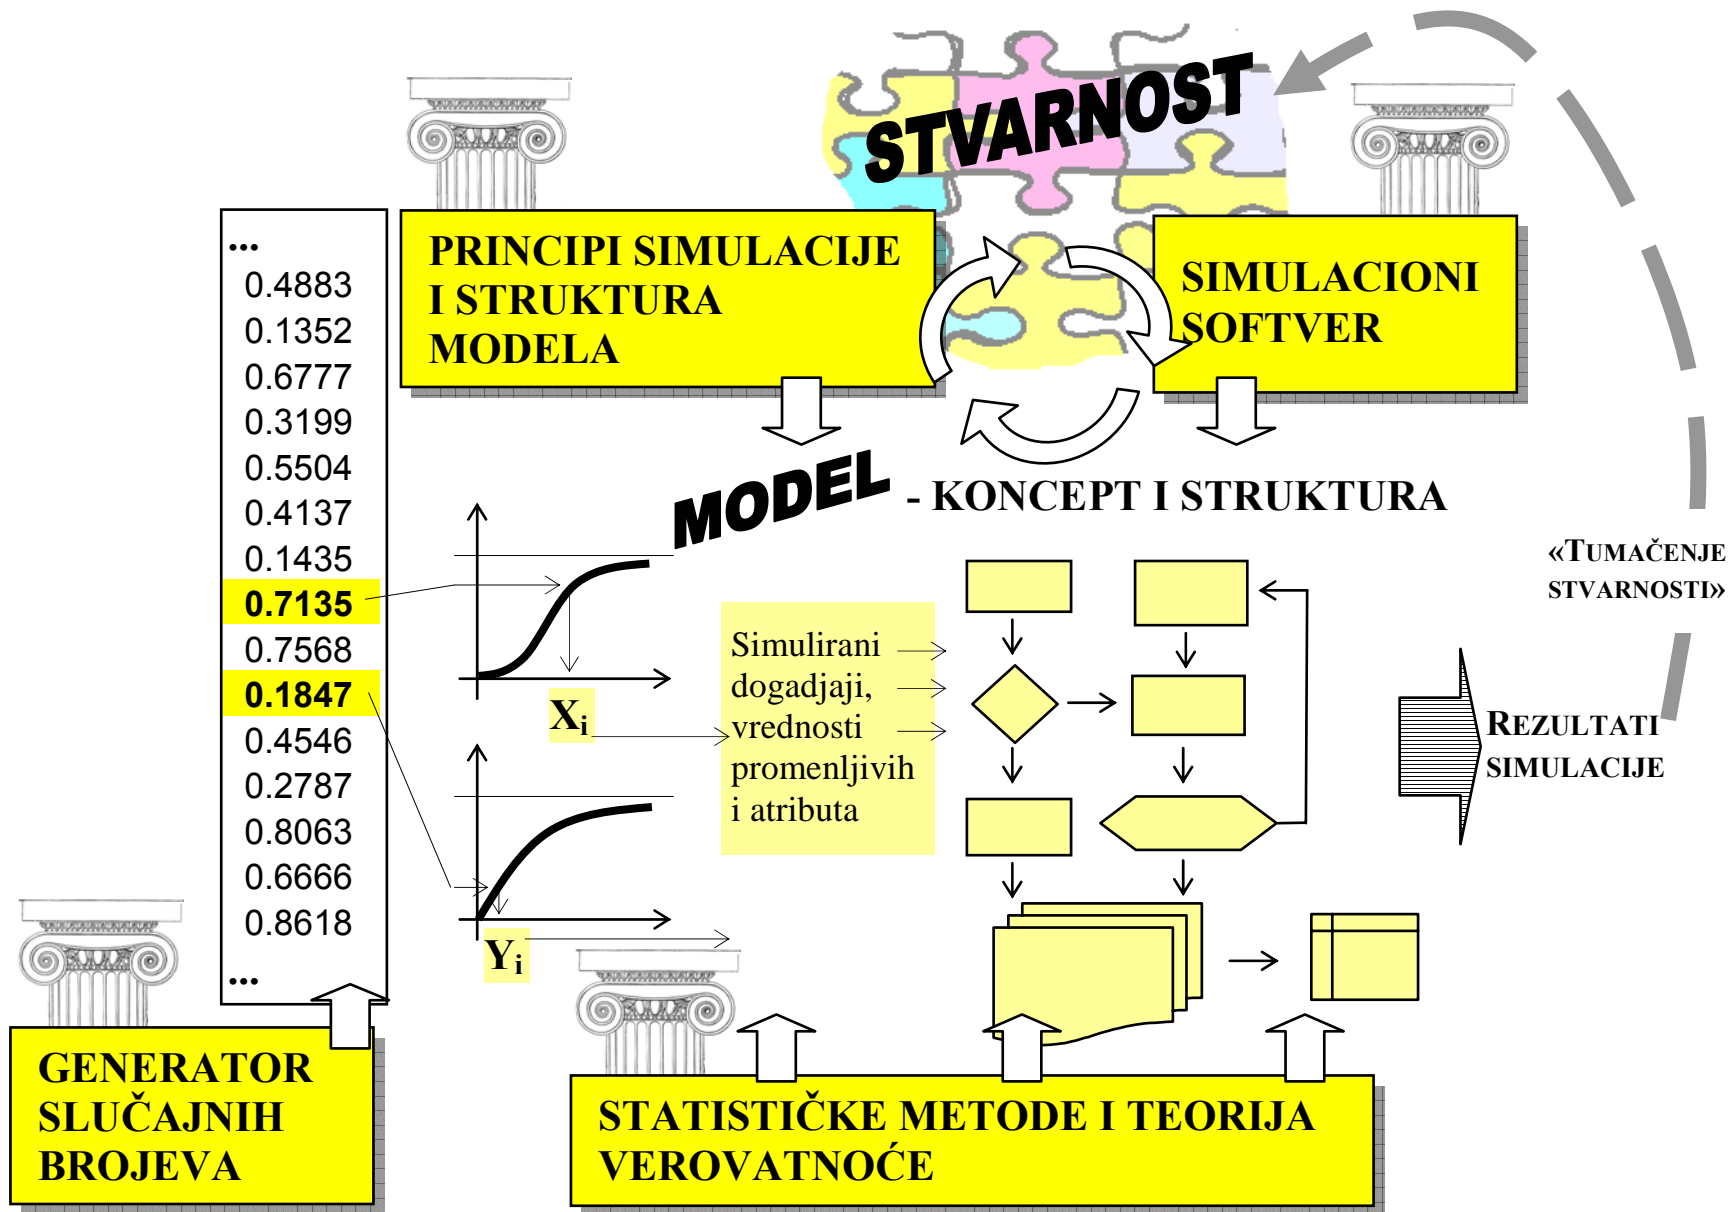 STVARNOST
PRINCIPI SIMULACIJE
I STRUKTURA
MODELA
SIMULACIONI
SOFTVER
...
0.4883
0.1352
0.6777
0.3199
0.5504
0.4137
0.1435
0.7135
0.7568
0.1847
0.4546
0.2787
0.8063
0.6666
0.8618
...
MODEL - KONCEPT I STRUKTURA
«TUMAČENJE
STVARNOSTI»
Simulirani
dogadjaji,
vrednosti
promenljivih
i atributa
Xi
Yi
REZULTATI
SIMULACIJE
GENERATOR
SLUČAJNIH
BROJEVA
STATISTIČKE METODE I TEORIJA
VEROVATNOĆE